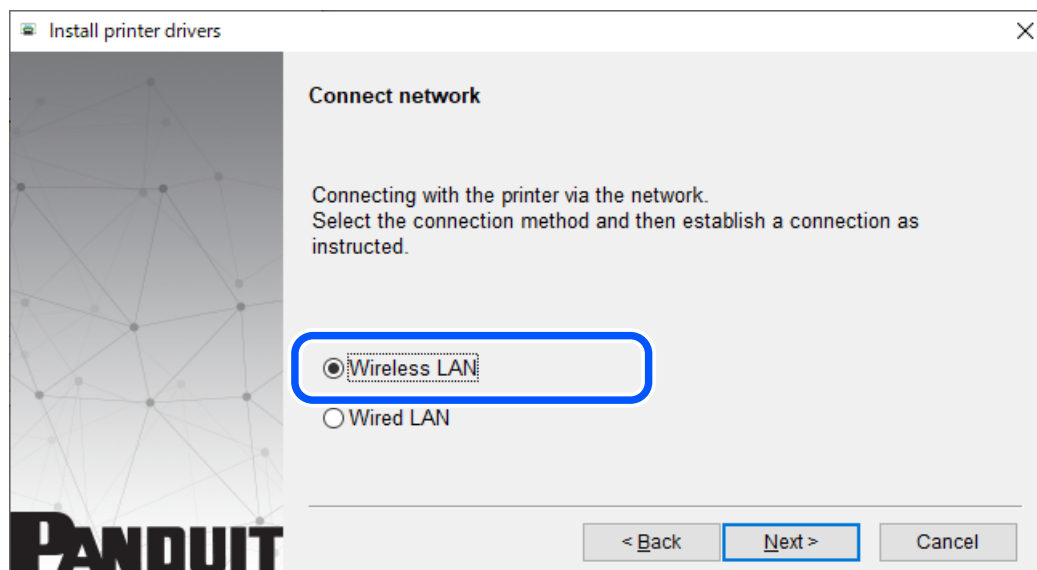 Install printer drivers
Connect network
Connecting with the printer via the network.
Select the connection method and then establish a connection as
instructed.
Wireless LAN
Wired LAN
PANDUIT
< Back
Next >
Cancel